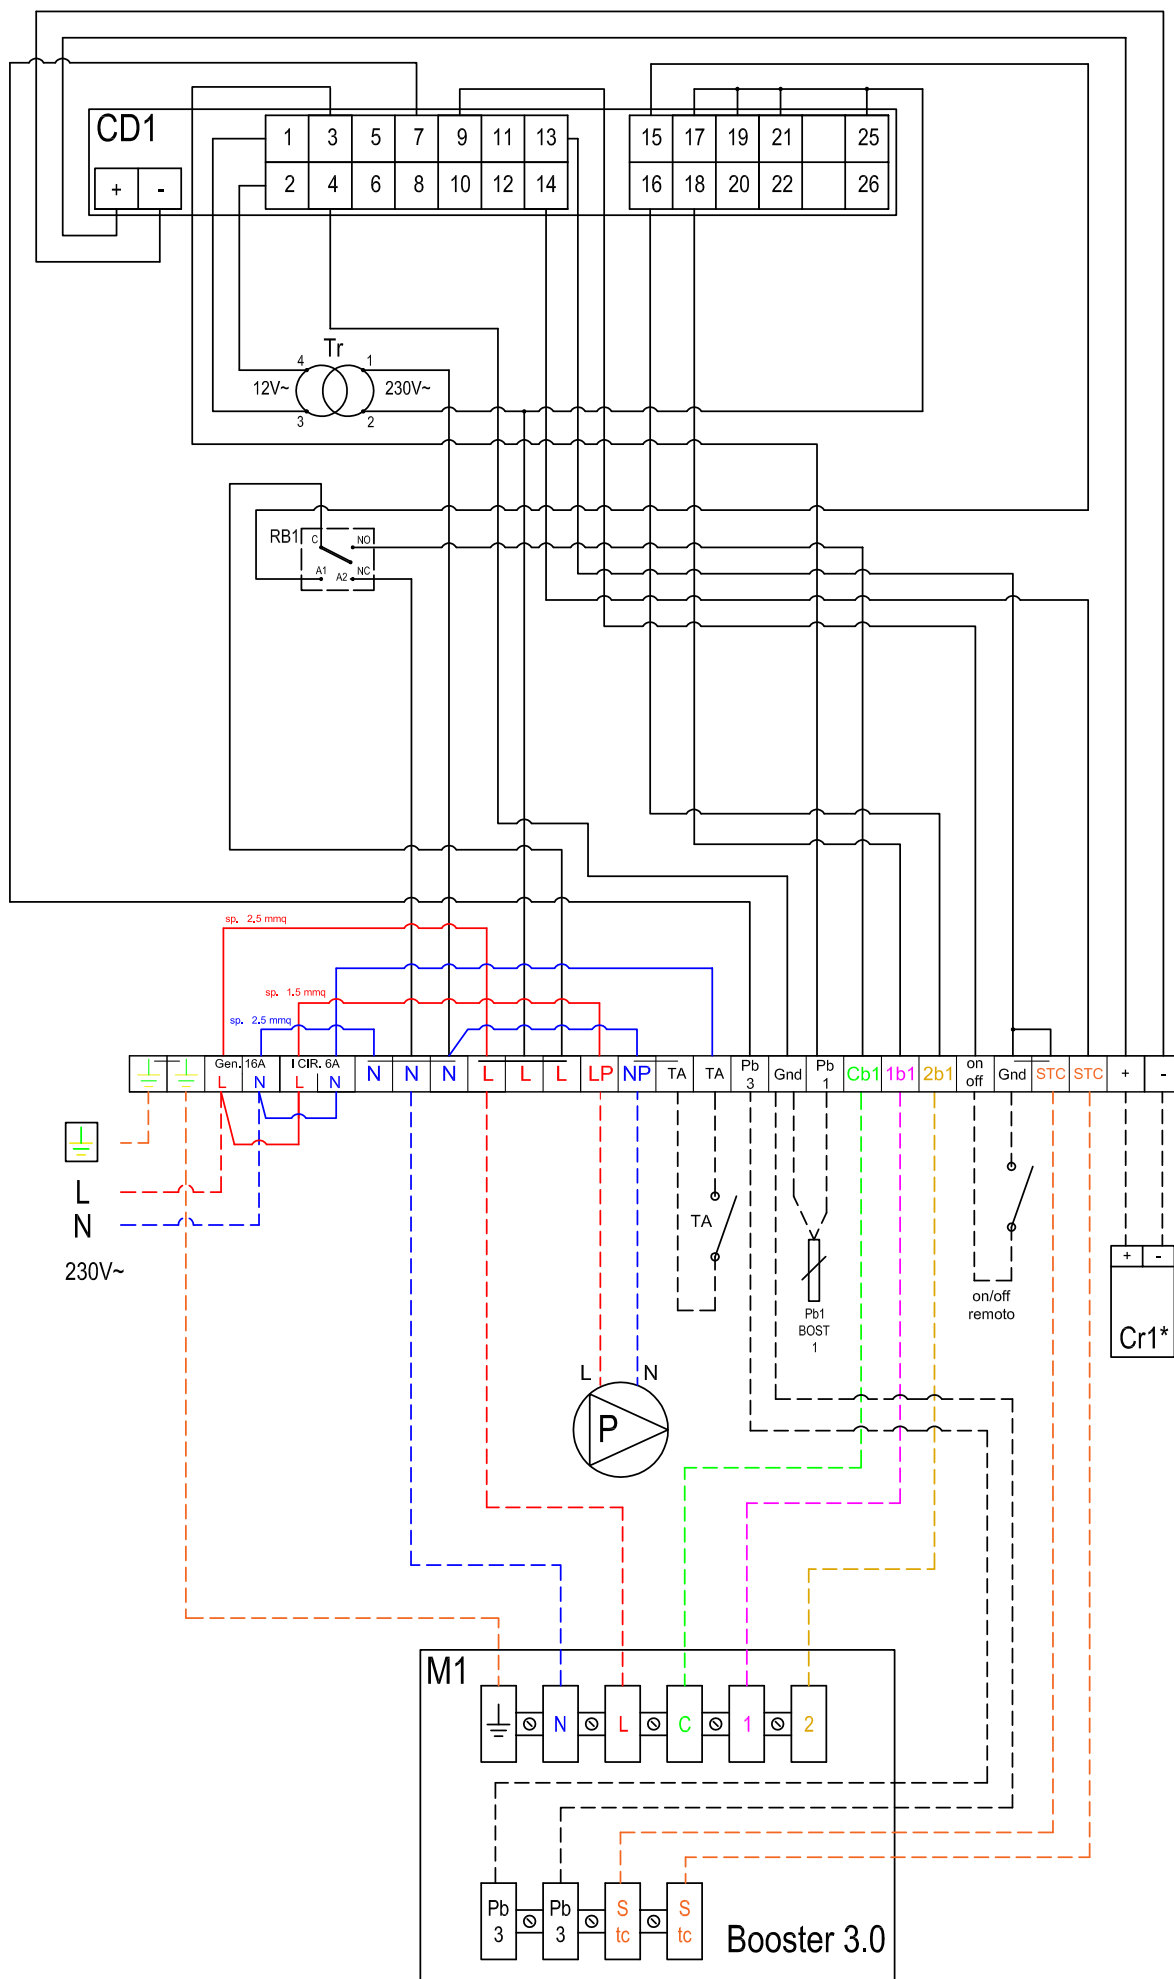 CD1
1 3 5 7 9 11 13 15 17 19 21 25
+ -
2 4 6 8 10 12 14 16 18 20 22 26
Tr
4 1
12V~ 230V~
3 2
RB1
C NO
A1 A2 NC
sp. 2.5 mmq
sp. 1.5 mmq
sp. 2.5 mmq
Gen. 16A I CIR. 6A
L N L N N N N L L L LP NP TA TA Pb 3 Gnd Pb 1 Cb1 1b1 2b1 on off Gnd STC STC + -
L
N
230V~
TA
Pb1
BOST
1
on/off
remoto
+ -
Cr1*
L N
P
M1
N L C 1 2
Pb 3 Pb 3 S tc S tc
Booster 3.0